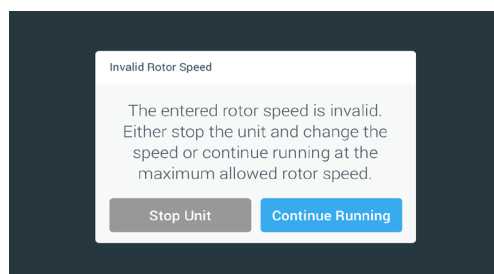 Invalid Rotor Speed
The entered rotor speed is invalid.
Either stop the unit and change the
speed or continue running at the
maximum allowed rotor speed.
Stop Unit
Continue Running